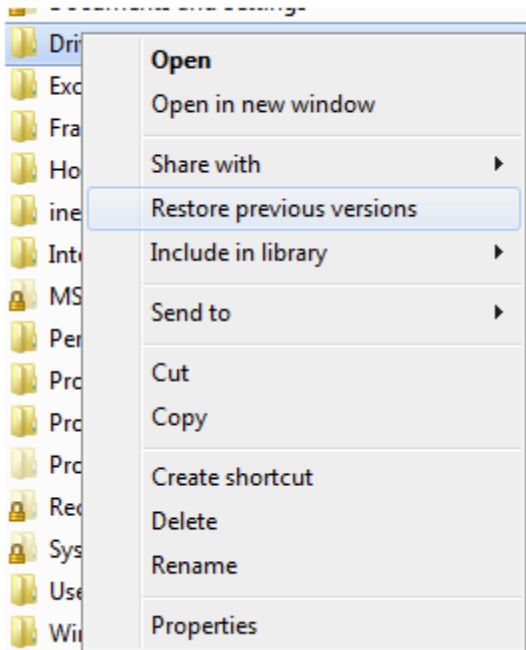 Documents and Settings
Dri
Exc
Fra
Ho
ine
Inte
MS
Per
Pro
Pro
Pro
Rec
Sys
Use
Win
Open
Open in new window
Share with
Restore previous versions
Include in library
Send to
Cut
Copy
Create shortcut
Delete
Rename
Properties